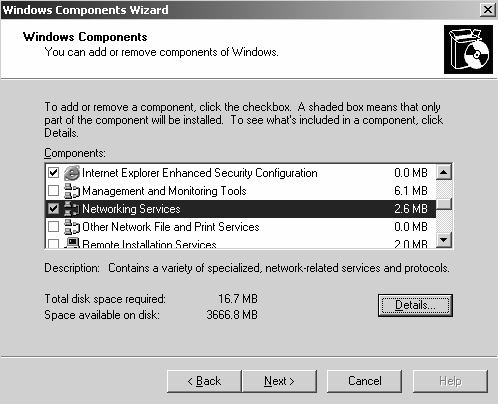 Windows Components Wizard
Windows Components
You can add or remove components of Windows.
To add or remove a component, click the checkbox. A shaded box means that only
part of the component will be installed. To see what's included in a component, click
Details.
Components:
Internet Explorer Enhanced Security Configuration 0.0 MB
Management and Monitoring Tools 6.1 MB
Networking Services 2.6 MB
Other Network File and Print Services 0.0 MB
Remote Installation Services 2.0 MB
Description: Contains a variety of specialized, network-related services and protocols.
Total disk space required: 16.7 MB
Space available on disk: 3666.8 MB
Details...
< Back Next > Cancel Help